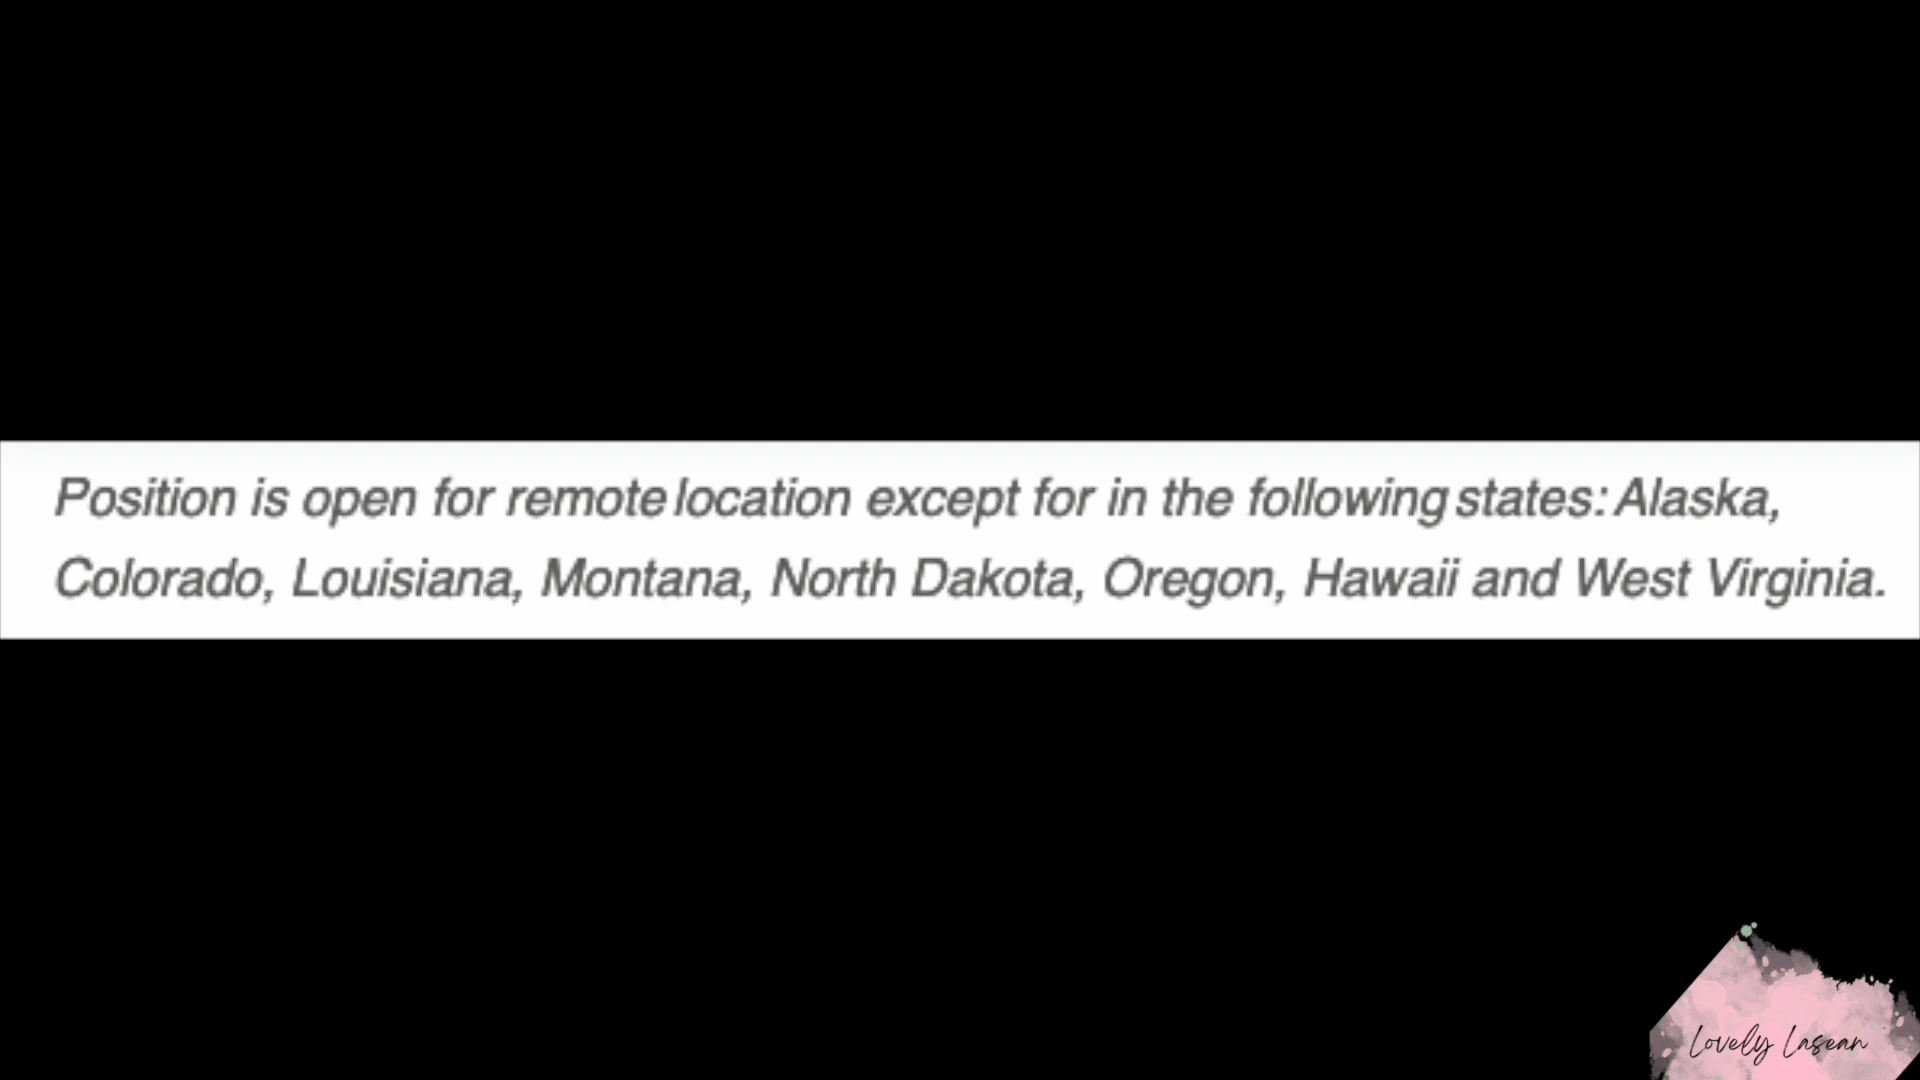 Position is open for remote location except for in the following states: Alaska,
Colorado, Louisiana, Montana, North Dakota, Oregon, Hawaii and West Virginia.
Lovely Lasean